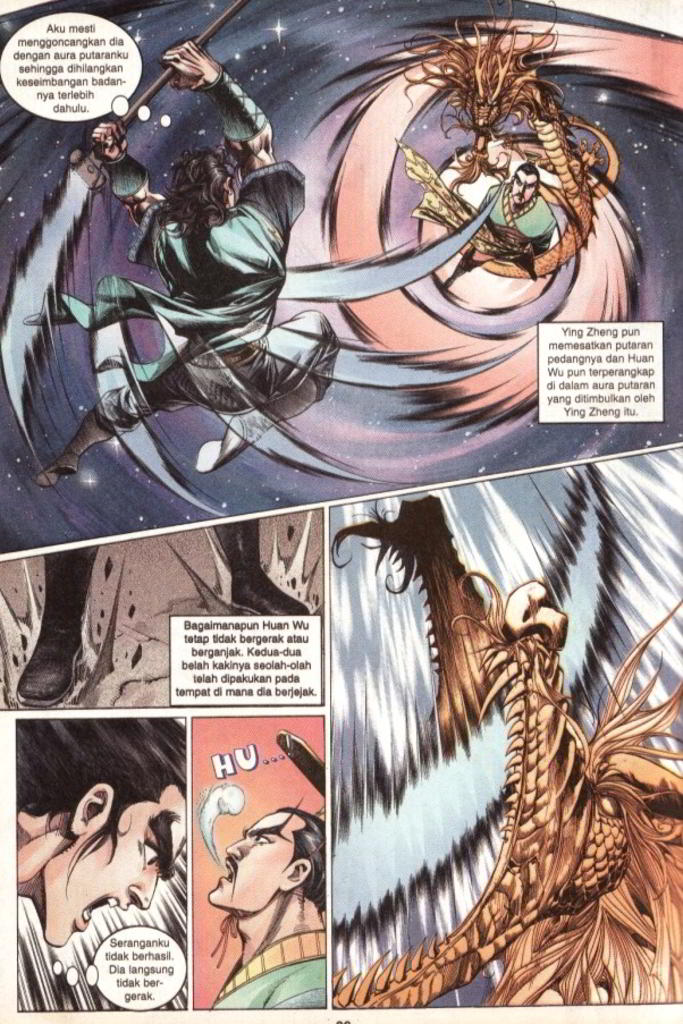 Aku mesti
menggoncangkan dia
dengan aura putaranku
sehingga dihilangkan
keseimbangan badan-
nya terlebih
dahulu.
Ying Zheng pun
memesatkan putaran
pedangnya dan Huan
Wu pun terperangkap
di dalam aura putaran
yang ditimbulkan oleh
Ying Zheng itu.
Bagaimanapun Huan Wu
tetap tidak bergerak atau
berganjak. Kedua-dua
belah kakinya seolah-olah
telah dipakukan pada
tempat di mana dia berjejak.
HU...
Seranganku
tidak berhasil.
Dia langsung
tidak ber-
gerak.